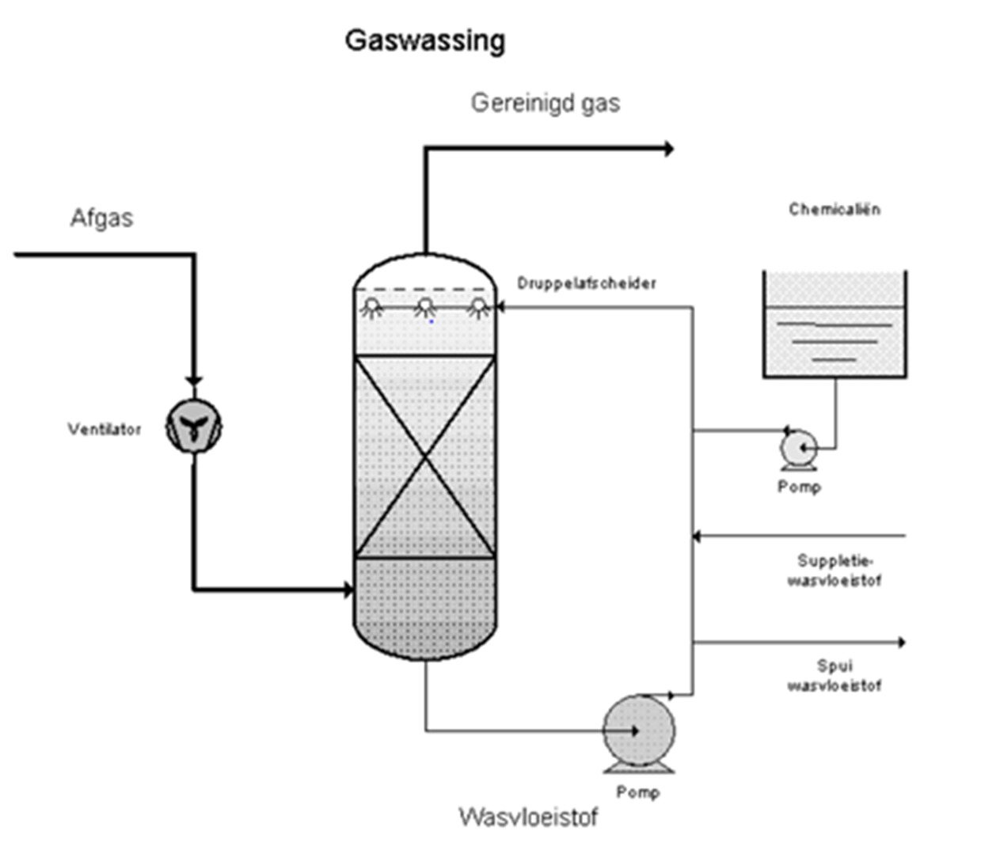 Gaswassing
Gereinigd gas
Chemicaliën
Afgas
Druppelafscheider
Ventilator
Pomp
Suppletie-
wasvloeistof
Spui
wasvloeistof
Pomp
Wasvloeistof